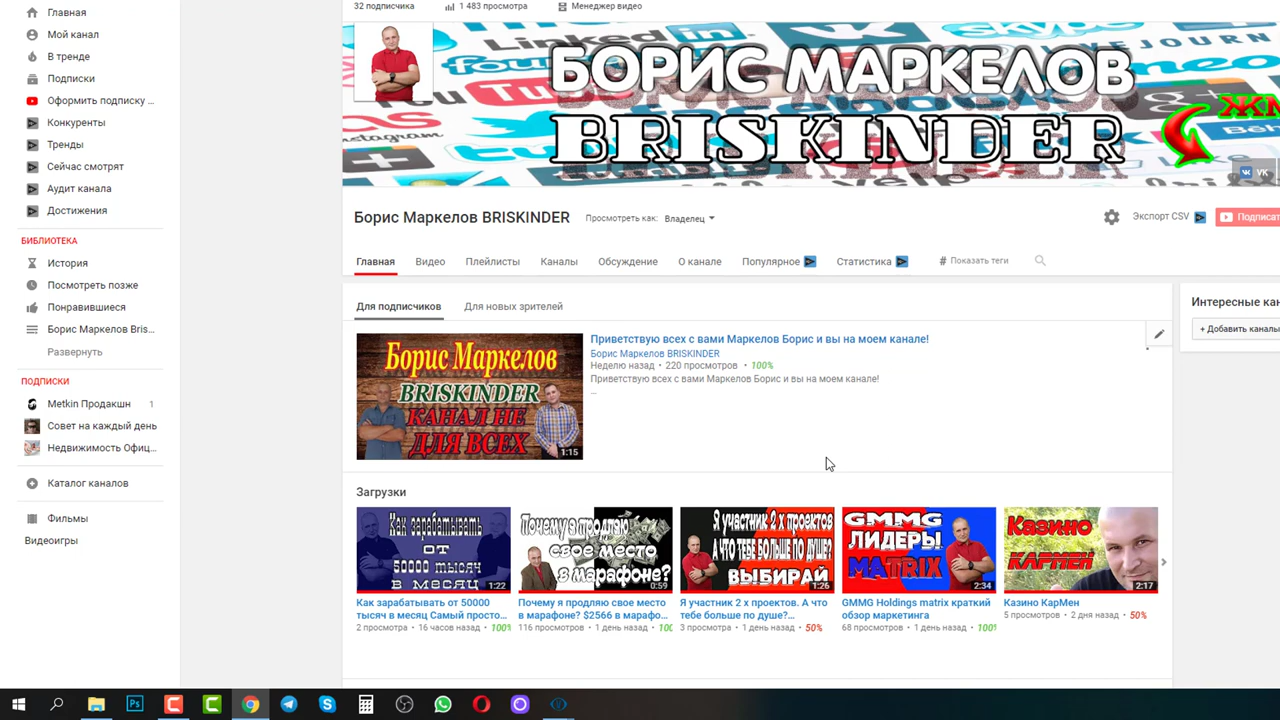 Главная
Мой канал
В тренде
Подписки
Оформить подписку ...
Конкуренты
Тренды
Сейчас смотрят
Аудит канала
Достижения
БИБЛИОТЕКА
История
Посмотреть позже
Понравившиеся
Борис Маркелов Bris...
Развернуть
ПОДПИСКИ
Metkin Продакшн 1
Совет на каждый день
Недвижимость Офиц...
Каталог каналов
Фильмы
Видеоигры
32 подписчика 1 483 просмотра Менеджер видео
Linkedin
You
Instagram
БОРИС МАРКЕЛОВ
BRISKINDER
VK
Борис Маркелов BRISKINDER Просмотреть как: Владелец
Экспорт CSV Подписат
Главная Видео Плейлисты Каналы Обсуждение О канале Популярное Статистика # Показать теги
Для подписчиков Для новых зрителей
Борис Маркелов
BRISKINDER
КАНАЛ НЕ
ДЛЯ ВСЕХ
1:15
Приветствую всех с вами Маркелов Борис и вы на моем канале!
Борис Маркелов BRISKINDER
Неделю назад • 220 просмотров • 100%
Приветствую всех с вами Маркелов Борис и вы на моем канале!
...
Интересные кан
+ Добавить каналы
Загрузки
Как зарабатывать
от
50000 тысяч
в месяц
1:22
Как зарабатывать от 50000
тысяч в месяц Самый просто...
2 просмотра • 16 часов назад • 100%
Почему я продляю
свое место
в марафоне?
0:59
Почему я продляю свое место
в марафоне? $2566 в марафо...
116 просмотров • 1 день назад • 100
Я участник 2 х проектов
А что тебе больше по душе?
ВЫБИРАЙ
1:26
Я участник 2 х проектов. А что
тебе больше по душе?...
3 просмотра • 1 день назад • 50%
GMMG
ЛИДЕРЫ
MATRIX
2:34
GMMG Holdings matrix краткий
обзор маркетинга
68 просмотров • 1 день назад • 100%
Казино
КАРМЕН
2:17
Казино КарМен
5 просмотров • 2 дня назад • 50%
Ps